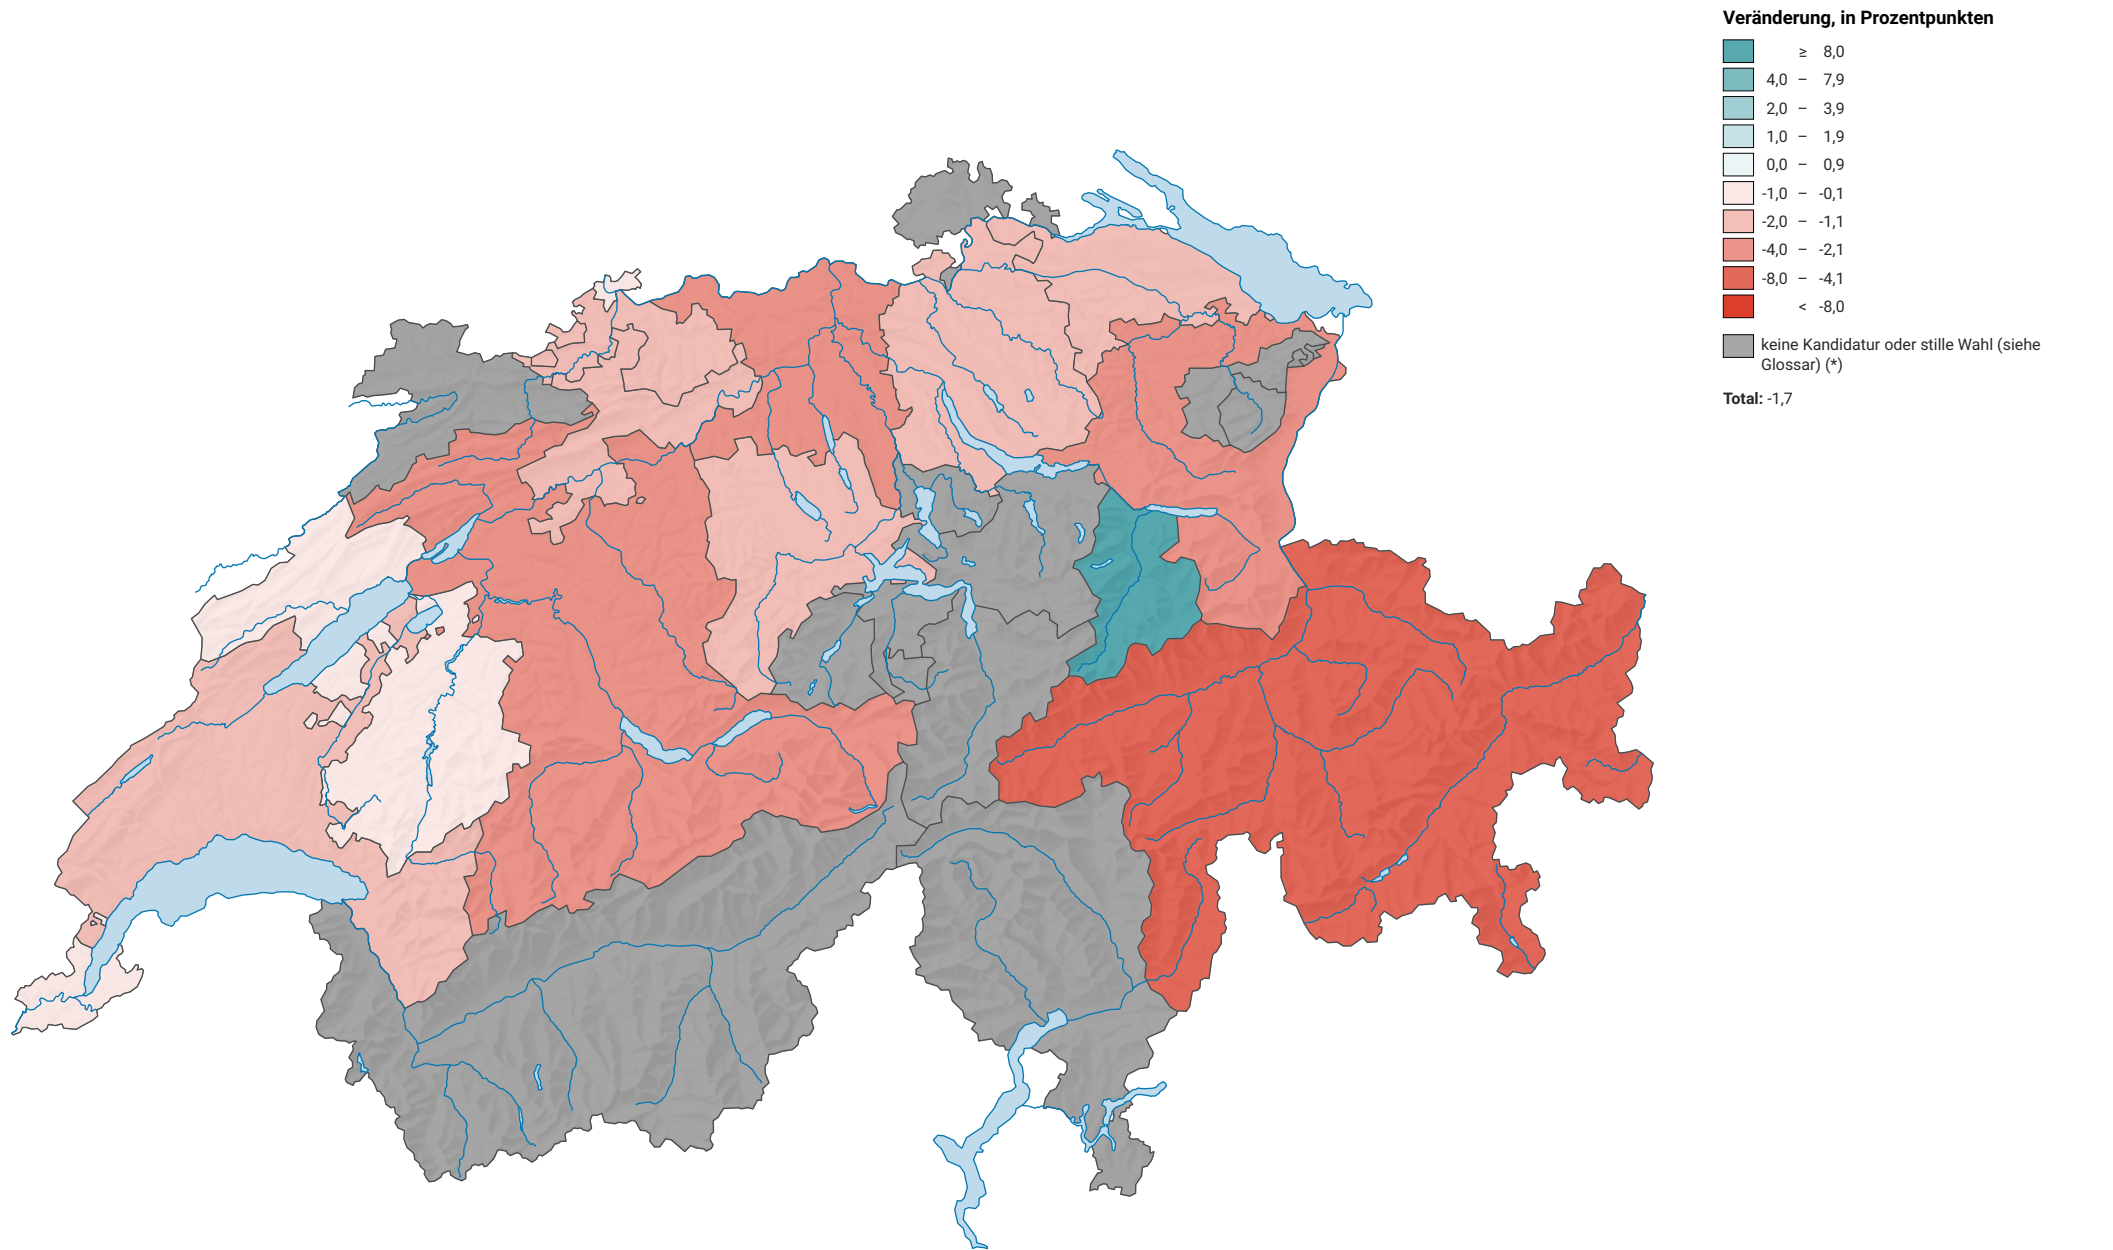 Veränderung, in Prozentpunkten
≥ 8,0
4,0 – 7,9
2,0 – 3,9
1,0 – 1,9
0,0 – 0,9
-1,0 – -0,1
-2,0 – -1,1
-4,0 – -2,1
-8,0 – -4,1
< -8,0
keine Kandidatur oder stille Wahl (siehe
Glossar) (*)
Total: -1,7